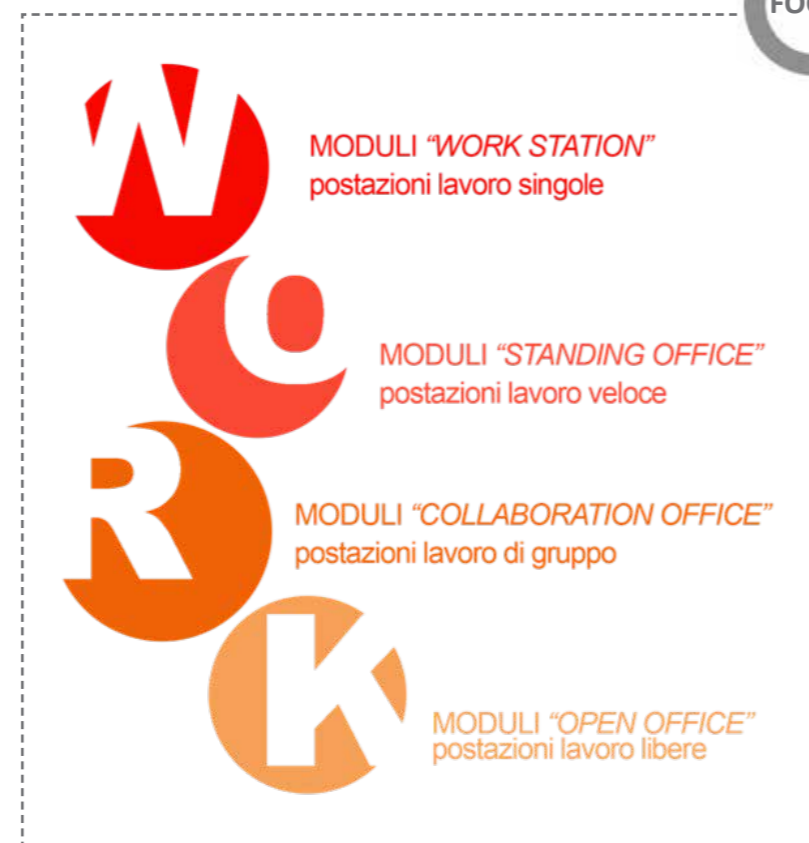 W
MODULI “WORK STATION”
postazioni lavoro singole
O
MODULI “STANDING OFFICE”
postazioni lavoro veloce
R
MODULI “COLLABORATION OFFICE”
postazioni lavoro di gruppo
K
MODULI “OPEN OFFICE”
postazioni lavoro libere